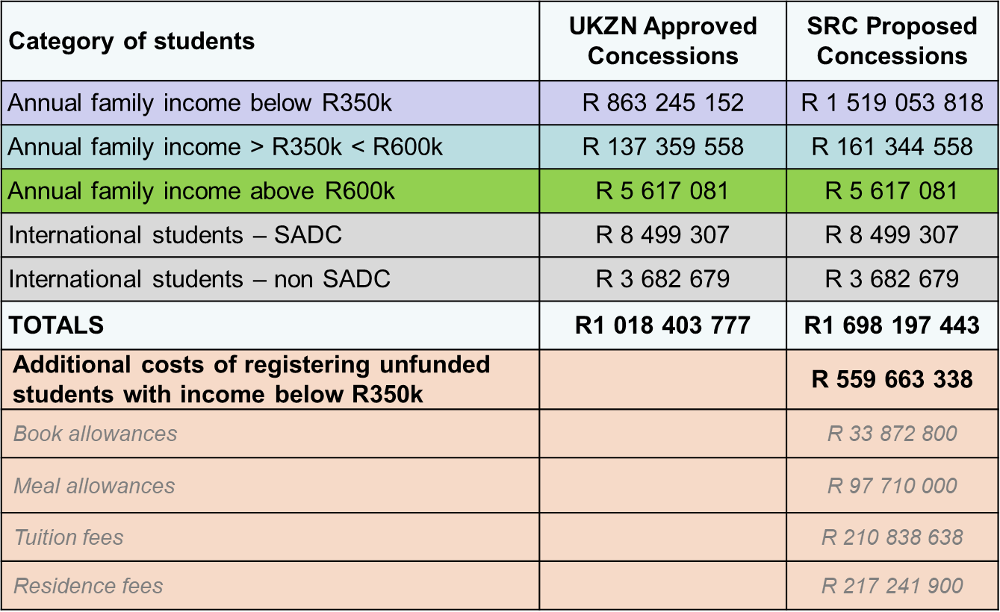 Category of students
UKZN Approved
Concessions
SRC Proposed
Concessions
Annual family income below R350k
R 863 245 152
R 1 519 053 818
Annual family income > R350k < R600k
R 137 359 558
R 161 344 558
Annual family income above R600k
R 5 617 081
R 5 617 081
International students – SADC
R 8 499 307
R 8 499 307
International students – non SADC
R 3 682 679
R 3 682 679
TOTALS
R1 018 403 777
R1 698 197 443
Additional costs of registering unfunded
students with income below R350k
R 559 663 338
Book allowances
R 33 872 800
Meal allowances
R 97 710 000
Tuition fees
R 210 838 638
Residence fees
R 217 241 900